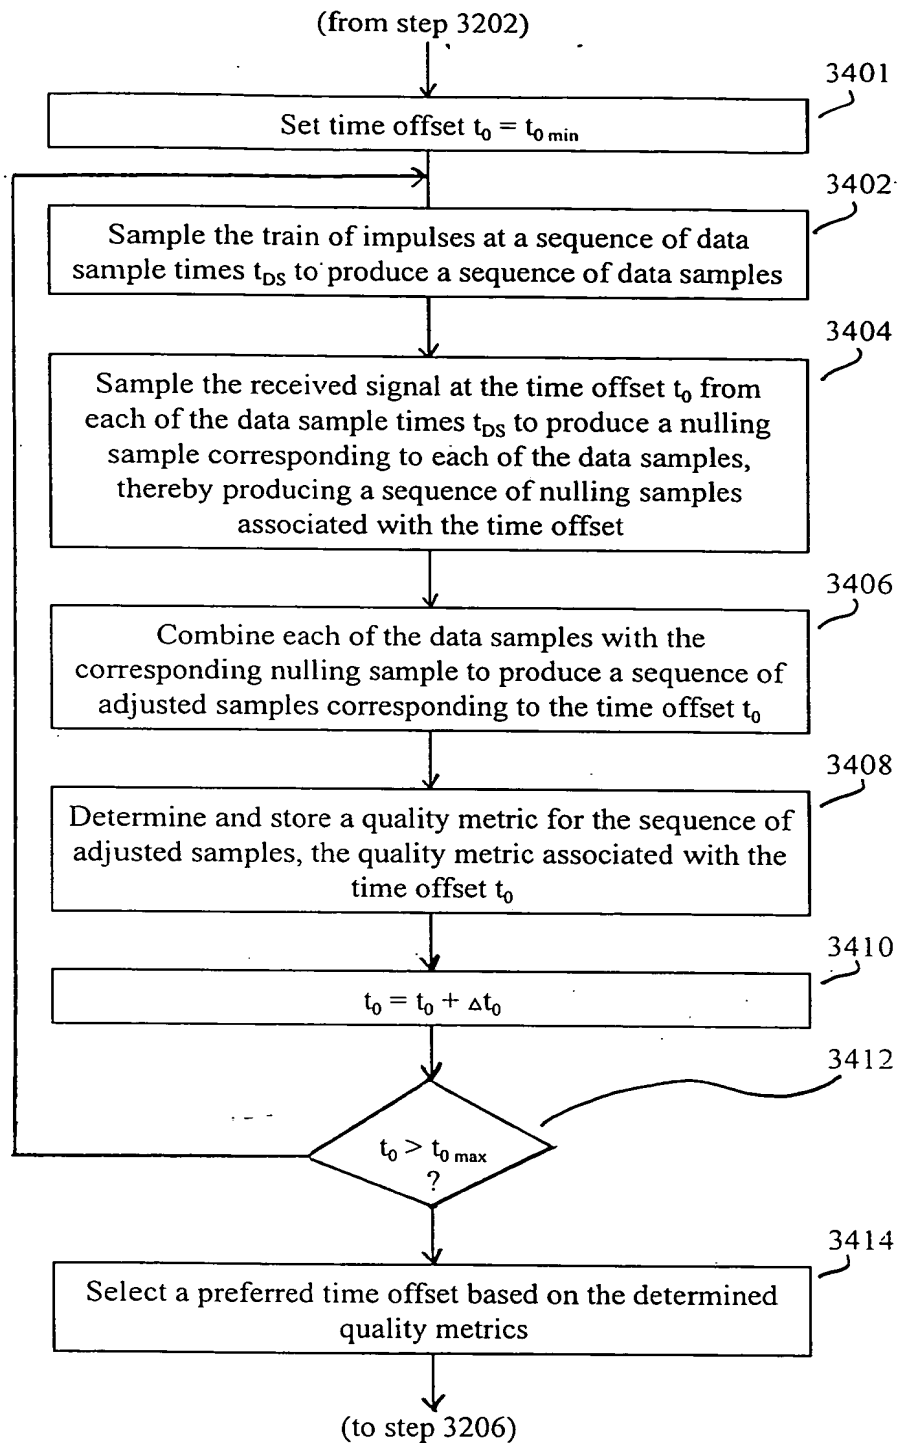 (from step 3202)
3401
Set time offset t₀ = t₀ min
3402
Sample the train of impulses at a sequence of data
sample times tDS to produce a sequence of data samples
3404
Sample the received signal at the time offset t₀ from
each of the data sample times tDS to produce a nulling
sample corresponding to each of the data samples,
thereby producing a sequence of nulling samples
associated with the time offset
3406
Combine each of the data samples with the
corresponding nulling sample to produce a sequence of
adjusted samples corresponding to the time offset t₀
3408
Determine and store a quality metric for the sequence of
adjusted samples, the quality metric associated with the
time offset t₀
3410
t₀ = t₀ + Δt₀
3412
t₀ > t₀ max
?
3414
Select a preferred time offset based on the determined
quality metrics
(to step 3206)